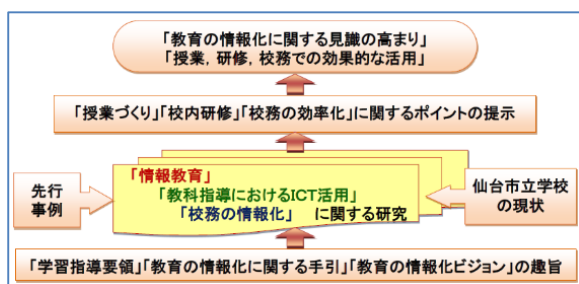 「教育の情報化に関する見識の高まり」
「授業，研修，校務での効果的な活用」
「授業づくり」「校内研修」「校務の効率化」に関するポイントの提示
先行
事例
「情報教育」
「教科指導におけるICT活用」
「校務の情報化」 に関する研究
仙台市立学校
の現状
「学習指導要領」「教育の情報化に関する手引」「教育の情報化ビジョン」の趣旨